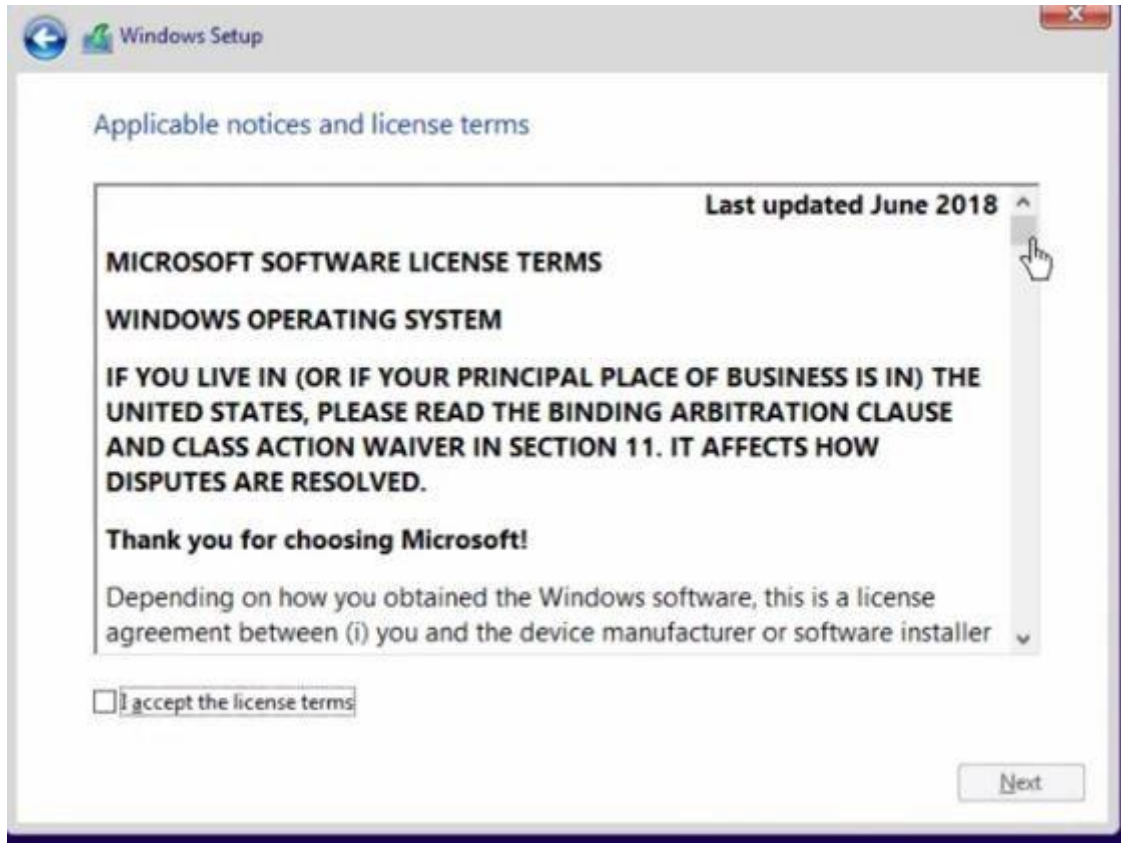 Windows Setup
Applicable notices and license terms
Last updated June 2018
MICROSOFT SOFTWARE LICENSE TERMS
WINDOWS OPERATING SYSTEM
IF YOU LIVE IN (OR IF YOUR PRINCIPAL PLACE OF BUSINESS IS IN) THE
UNITED STATES, PLEASE READ THE BINDING ARBITRATION CLAUSE
AND CLASS ACTION WAIVER IN SECTION 11. IT AFFECTS HOW
DISPUTES ARE RESOLVED.
Thank you for choosing Microsoft!
Depending on how you obtained the Windows software, this is a license
agreement between (i) you and the device manufacturer or software installer
I accept the license terms
Next